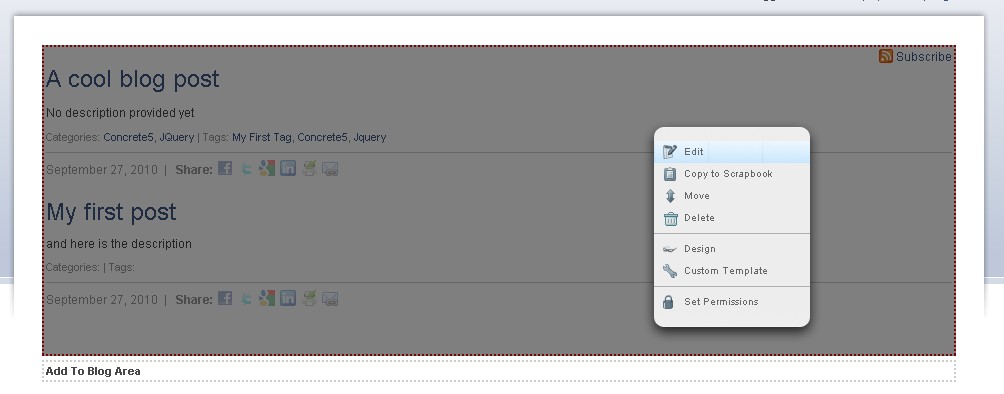 Subscribe
A cool blog post
No description provided yet
Categories: Concrete5, JQuery | Tags: My First Tag, Concrete5, Jquery
September 27, 2010 | Share:
My first post
and here is the description
Categories: | Tags:
September 27, 2010 | Share:
Edit
Copy to Scrapbook
Move
Delete
Design
Custom Template
Set Permissions
Add To Blog Area